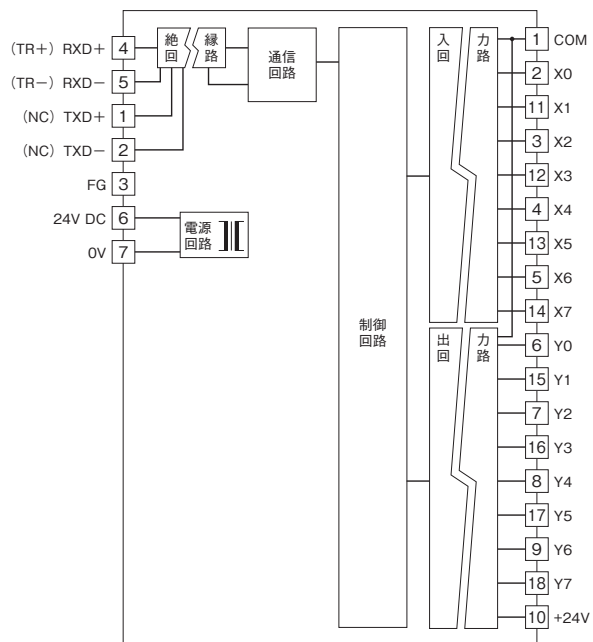 (TR+) RXD+ 4
(TR-) RXD- 5
(NC) TXD+ 1
(NC) TXD- 2
FG 3
24V DC 6
0V 7
絶 縁
回 路
通信
回路
電源
回路
制御
回路
入 力
回 路
出 力
回 路
1 COM
2 X0
11 X1
3 X2
12 X3
4 X4
13 X5
5 X6
14 X7
6 Y0
15 Y1
7 Y2
16 Y3
8 Y4
17 Y5
9 Y6
18 Y7
10 +24V